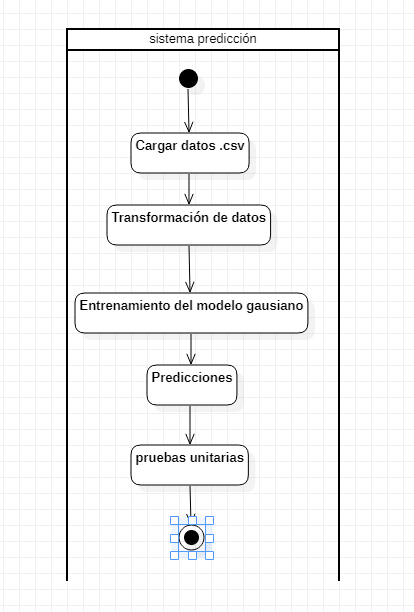 sistema predicción
Cargar datos .csv
Transformación de datos
Entrenamiento del modelo gausiano
Predicciones
pruebas unitarias